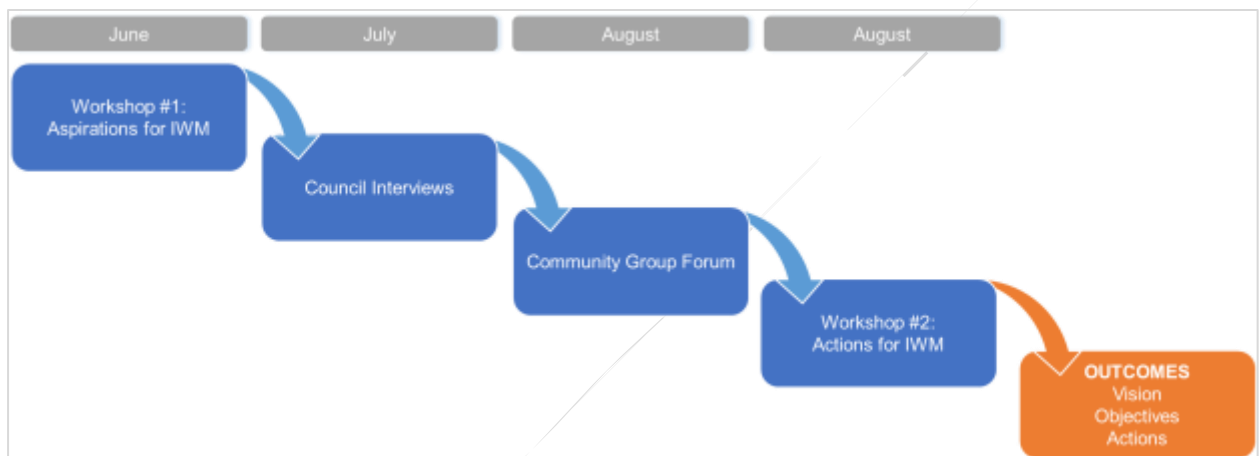 June
July
August
August
Workshop #1:
Aspirations for IWM
Council Interviews
Community Group Forum
Workshop #2:
Actions for IWM
OUTCOMES
Vision
Objectives
Actions